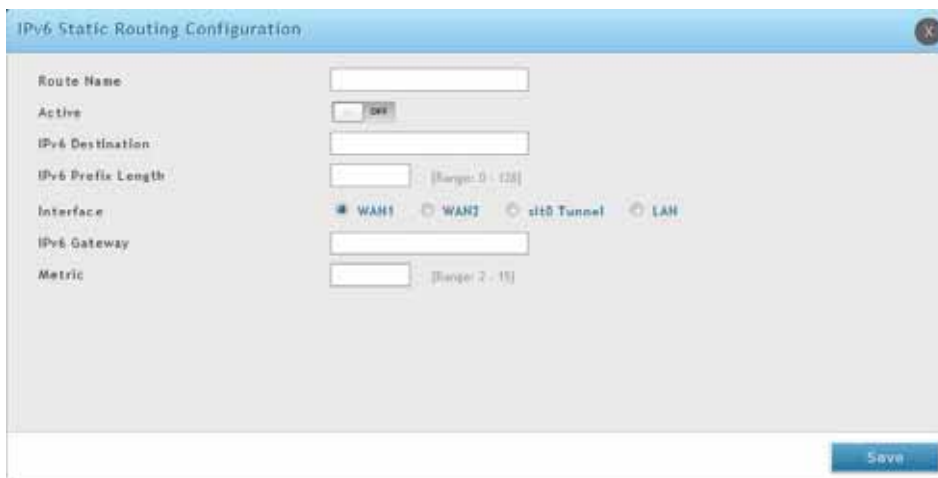 IPv6 Static Routing Configuration
X
Route Name
Active OFF
IPv6 Destination
IPv6 Prefix Length [Range: 0 - 128]
Interface WAN1 WAN2 sit0 Tunnel LAN
IPv6 Gateway
Metric [Range: 2 - 15]
Save